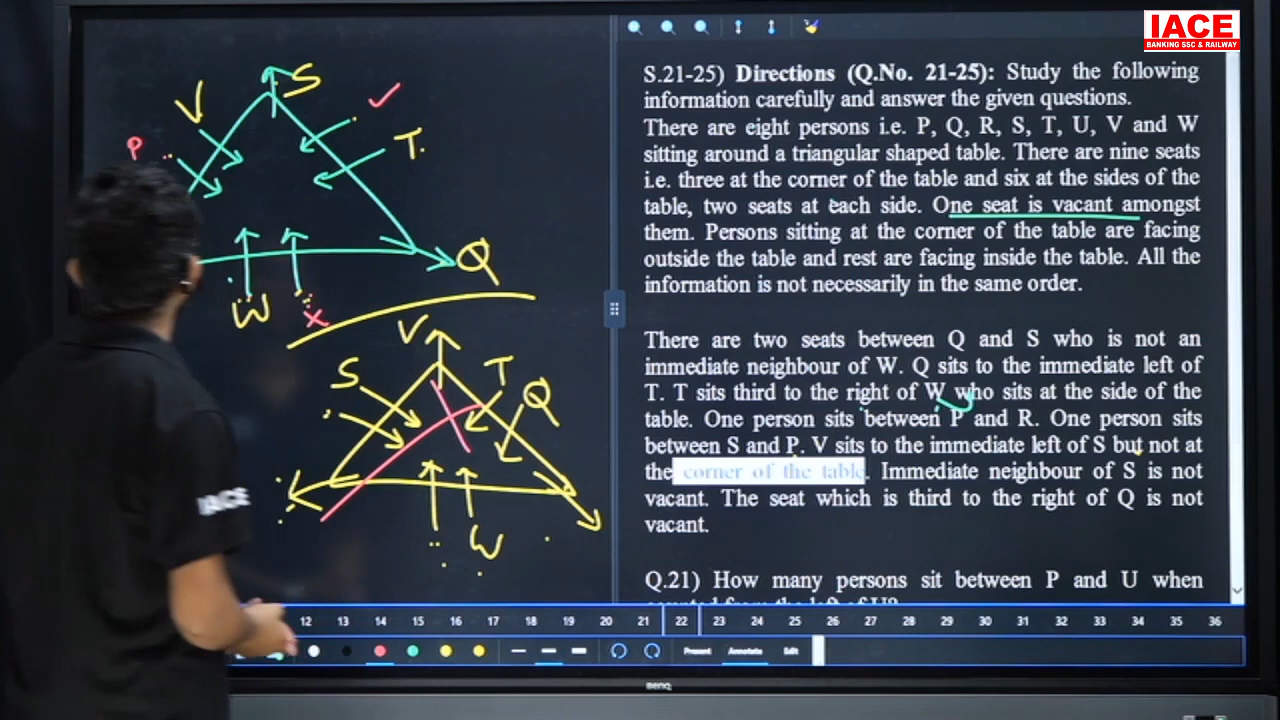 IACE
BANKING SSC & RAILWAY
S.21-25) Directions (Q.No. 21-25): Study the following
information carefully and answer the given questions.
There are eight persons i.e. P, Q, R, S, T, U, V and W
sitting around a triangular shaped table. There are nine seats
i.e. three at the corner of the table and six at the sides of the
table, two seats at each side. One seat is vacant amongst
them. Persons sitting at the corner of the table are facing
outside the table and rest are facing inside the table. All the
information is not necessarily in the same order.
There are two seats between Q and S who is not an
immediate neighbour of W. Q sits to the immediate left of
T. T sits third to the right of W who sits at the side of the
table. One person sits between P and R. One person sits
between S and P. V sits to the immediate left of S but not at
the corner of the table. Immediate neighbour of S is not
vacant. The seat which is third to the right of Q is not
vacant.
Q.21) How many persons sit between P and U when
S
V
P
T.
Q
W
V
S
T
Q
W
IACE
12 13 14 15 16 17 18 19 20 21 22 23 24 25 26 27 28 29 30 31 32 33 34 35 36
Present Annotate Edit
BenQ